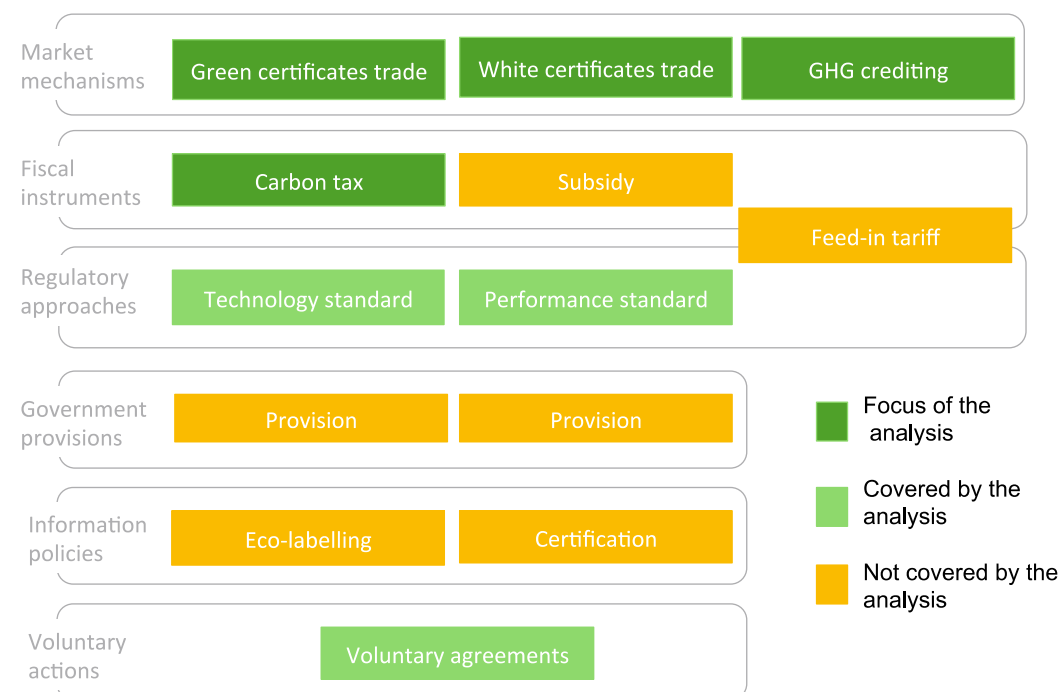 Market
mechanisms
Green certificates trade
White certificates trade
GHG crediting
Fiscal
instruments
Carbon tax
Subsidy
Feed-in tariff
Regulatory
approaches
Technology standard
Performance standard
Government
provisions
Provision
Provision
Information
policies
Eco-labelling
Certification
Voluntary
actions
Voluntary agreements
Focus of the
analysis
Covered by the
analysis
Not covered by the
analysis